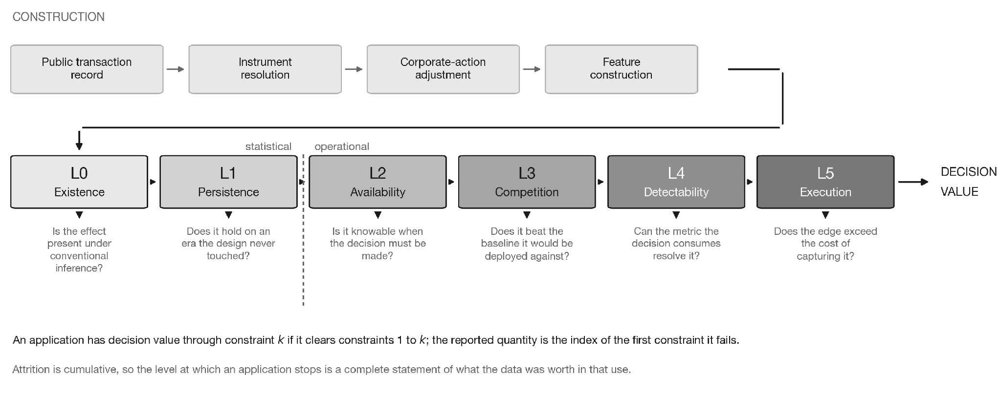 CONSTRUCTION
Public transaction
record
Instrument
resolution
Corporate-action
adjustment
Feature
construction
statistical
operational
L0
Existence
L1
Persistence
L2
Availability
L3
Competition
L4
Detectability
L5
Execution
DECISION
VALUE
Is the effect
present under
conventional
inference?
Does it hold on an
era the design never
touched?
Is it knowable when
the decision must be
made?
Does it beat the
baseline it would be
deployed against?
Can the metric the
decision consumes
resolve it?
Does the edge exceed
the cost of
capturing it?
An application has decision value through constraint k if it clears constraints 1 to k; the reported quantity is the index of the first constraint it fails.
Attrition is cumulative, so the level at which an application stops is a complete statement of what the data was worth in that use.